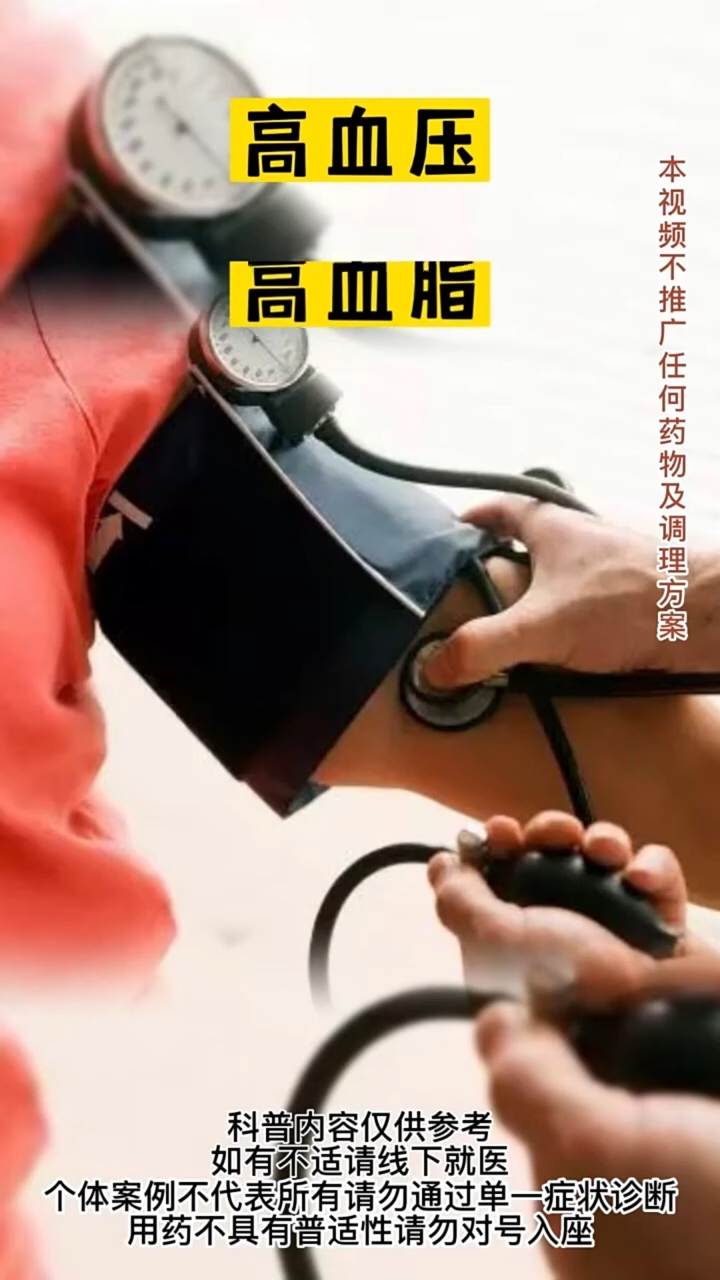 高血压
高血脂
本视频不推广任何药物及调理方案
科普内容仅供参考
如有不适请线下就医
个体案例不代表所有请勿通过单一症状诊断
用药不具有普适性请勿对号入座